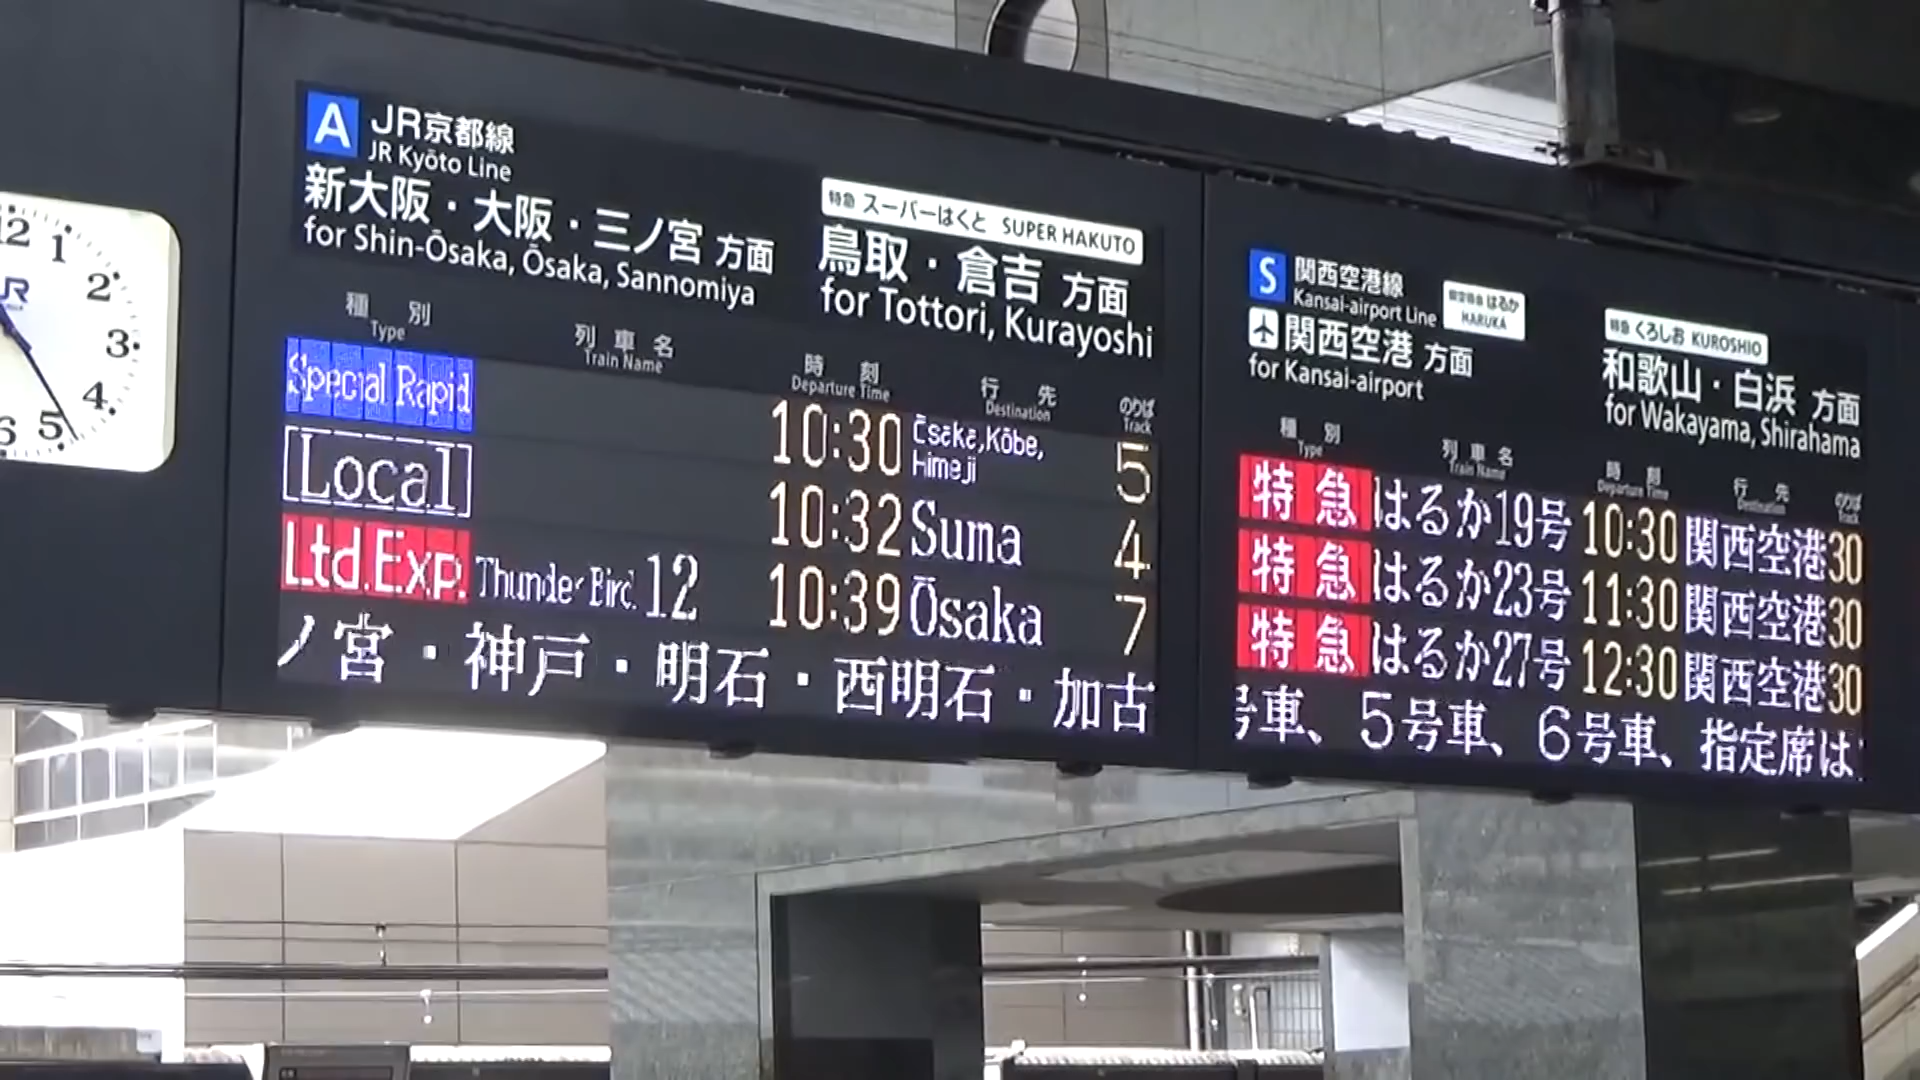 12
1
2
3
4
5
6
JR
A JR京都線
JR Kyōto Line
新大阪・大阪・三ノ宮 方面
for Shin-Ōsaka, Ōsaka, Sannomiya
特急 スーパーはくと SUPER HAKUTO
鳥取・倉吉 方面
for Tottori, Kurayoshi
種別 列車名 時刻 行先 のりば
Type Train Name Departure Time Destination Track
Special Rapid 10:30 Ōsaka,Kōbe, Himeji 5
Local 10:32 Suma 4
Ltd.Exp. Thunder Bird 12 10:39 Ōsaka 7
ノ宮・神戸・明石・西明石・加古
S 関西空港線
Kansai-airport Line
はるか
HARUKA
関西空港 方面
for Kansai-airport
特急 くろしお KUROSHIO
和歌山・白浜 方面
for Wakayama, Shirahama
種別 列車名 時刻 行先 のりば
Type Train Name Departure Time Destination Track
特急 はるか19号 10:30 関西空港 30
特急 はるか23号 11:30 関西空港 30
特急 はるか27号 12:30 関西空港 30
号車、5号車、6号車、指定席は